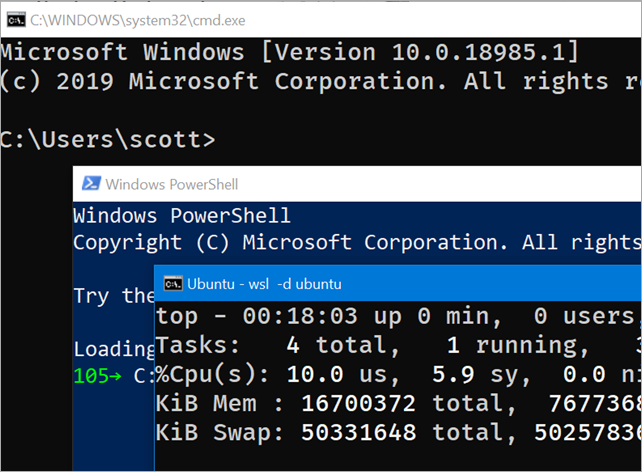 C:\WINDOWS\system32\cmd.exe
Microsoft Windows [Version 10.0.18985.1]
(c) 2019 Microsoft Corporation. All rights
C:\Users\scott>
Windows PowerShell
Windows PowerShell
Copyright (C) Microsoft Corporation. All rights
Try the
Loading
105→ C:
Ubuntu - wsl -d ubuntu
top - 00:18:03 up 0 min, 0 users,
Tasks: 4 total, 1 running,
%Cpu(s): 10.0 us, 5.9 sy, 0.0 ni
KiB Mem : 16700372 total, 7677368
KiB Swap: 50331648 total, 50257836